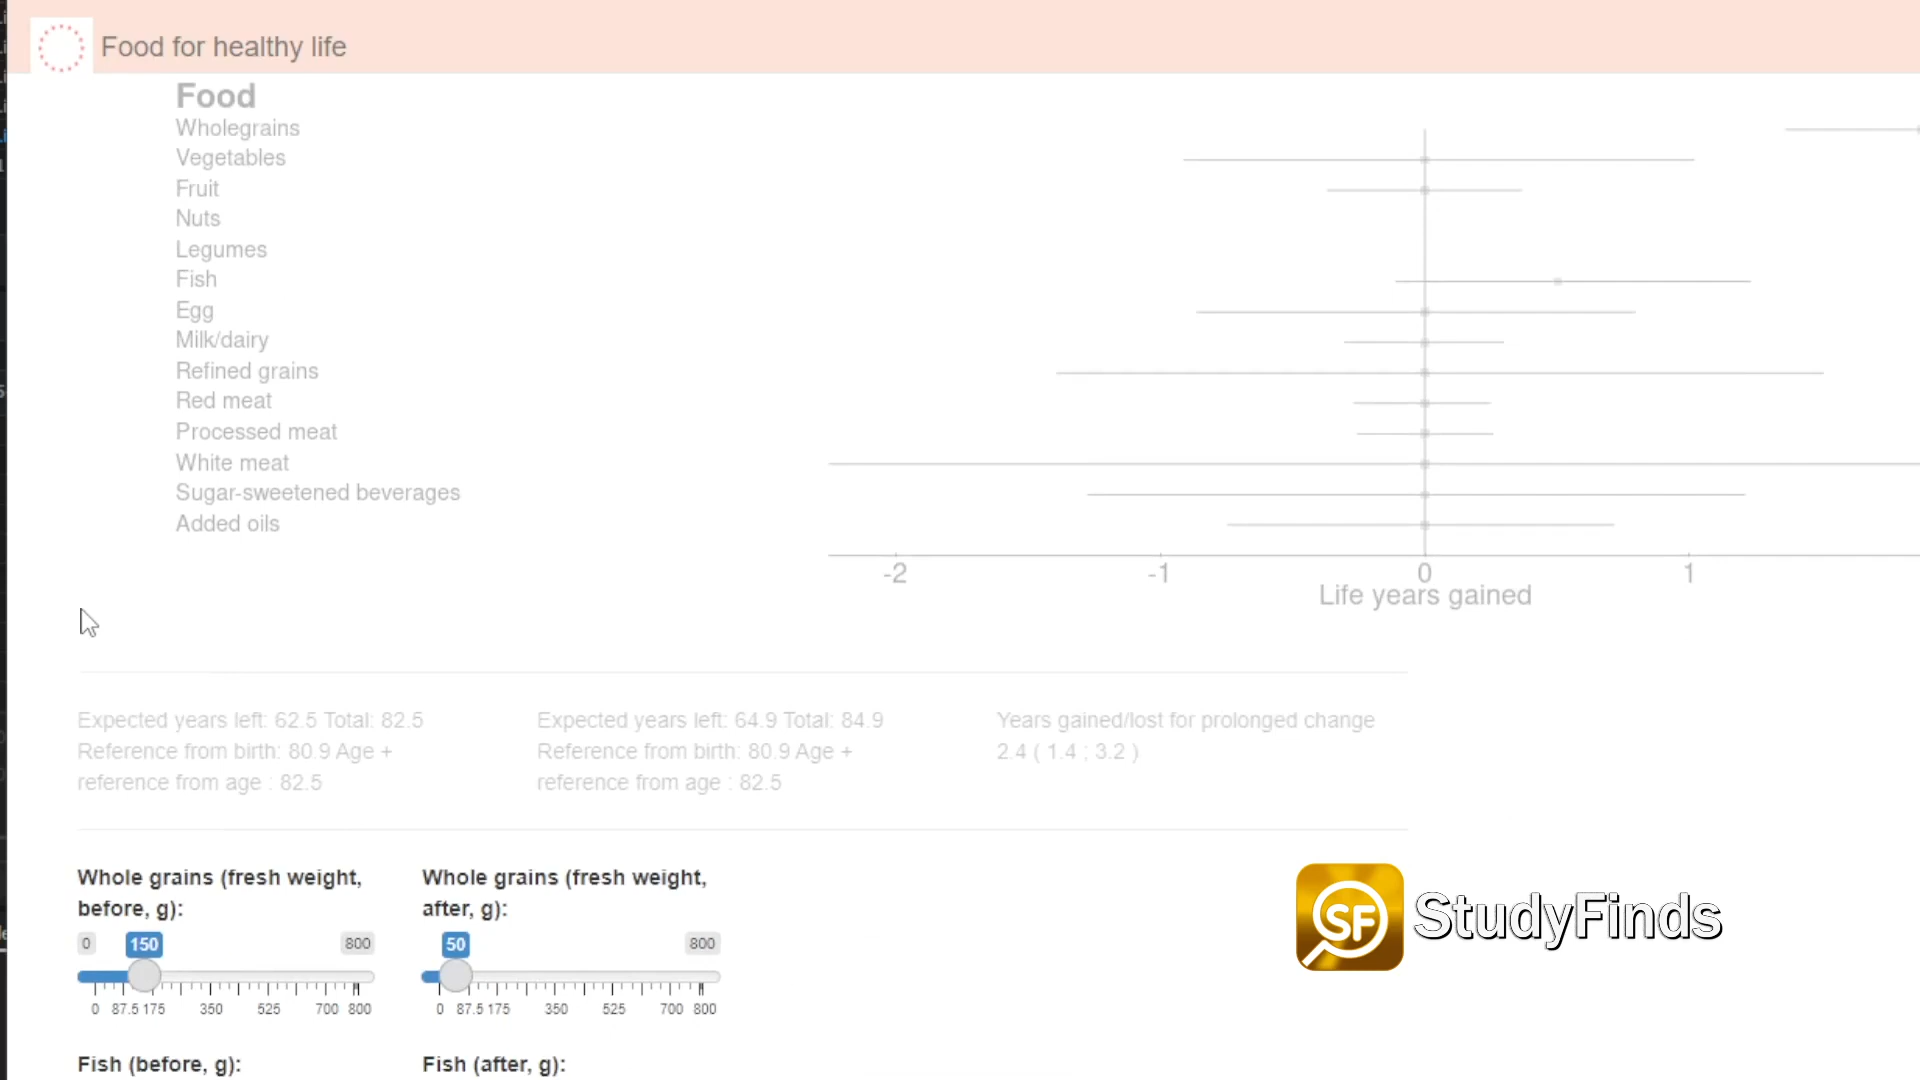 Food for healthy life
Food
Wholegrains
Vegetables
Fruit
Nuts
Legumes
Fish
Egg
Milk/dairy
Refined grains
Red meat
Processed meat
White meat
Sugar-sweetened beverages
Added oils
-2 -1 0 1
Life years gained
Expected years left: 62.5 Total: 82.5
Reference from birth: 80.9 Age +
reference from age : 82.5
Expected years left: 64.9 Total: 84.9
Reference from birth: 80.9 Age +
reference from age : 82.5
Years gained/lost for prolonged change
2.4 ( 1.4 ; 3.2 )
Whole grains (fresh weight,
before, g):
0 150 800
0 87.5 175 350 525 700 800
Whole grains (fresh weight,
after, g):
50 800
0 87.5 175 350 525 700 800
SF StudyFinds
Fish (before, g):
Fish (after, g):